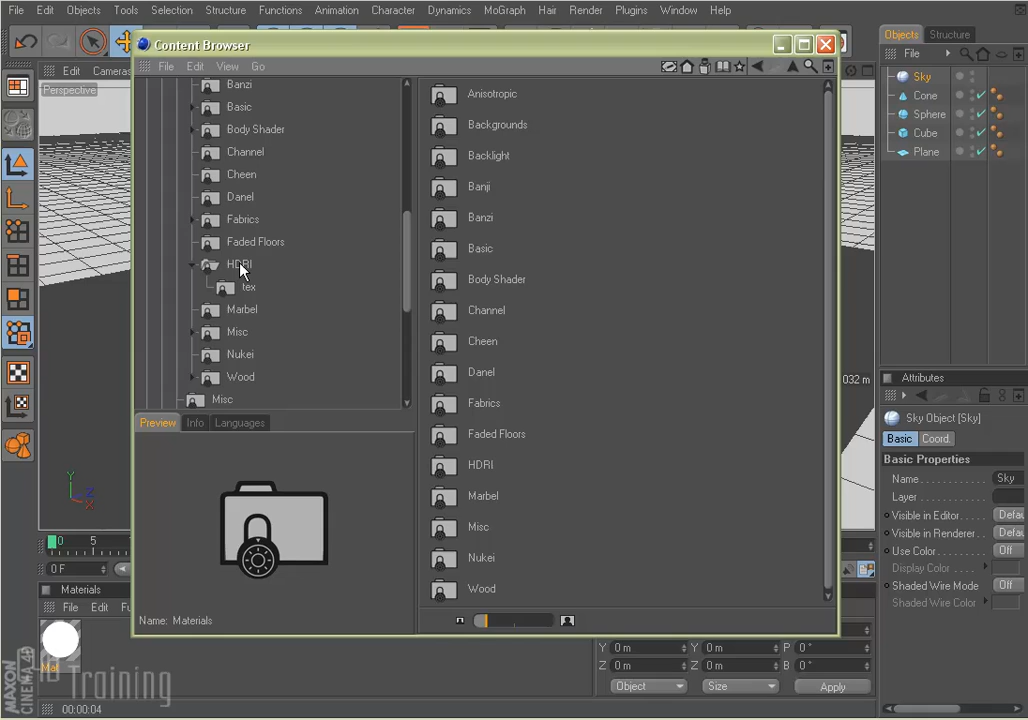 File Edit Objects Tools Selection Structure Functions Animation Character Dynamics MoGraph Hair Render Plugins Window Help
Content Browser
File Edit View Go
Edit Cameras
Perspective
Banzi
Basic
Body Shader
Channel
Cheen
Danel
Fabrics
Faded Floors
HDRI
tex
Marbel
Misc
Nukei
Wood
Misc
Anisotropic
Backgrounds
Backlight
Banji
Banzi
Basic
Body Shader
Channel
Cheen
Danel
Fabrics
Faded Floors
HDRI
Marbel
Misc
Nukei
Wood
Preview Info Languages
Name: Materials
Objects Structure
File
Sky
Cone
Sphere
Cube
Plane
032 m
Attributes
Sky Object [Sky]
Basic Coord.
Basic Properties
Name Sky
Layer
Visible in Editor Defau
Visible in Renderer Defau
Use Color Off
Display Color
Shaded Wire Mode Off
Shaded Wire Color
Y
Z
X
0 5
0 F
Materials
File Edit Fu
Mat
Y 0 m Y 0 m P 0 °
Z 0 m Z 0 m B 0 °
Object Size Apply
MAXON
CINEMA 4D
Training
00:00:04